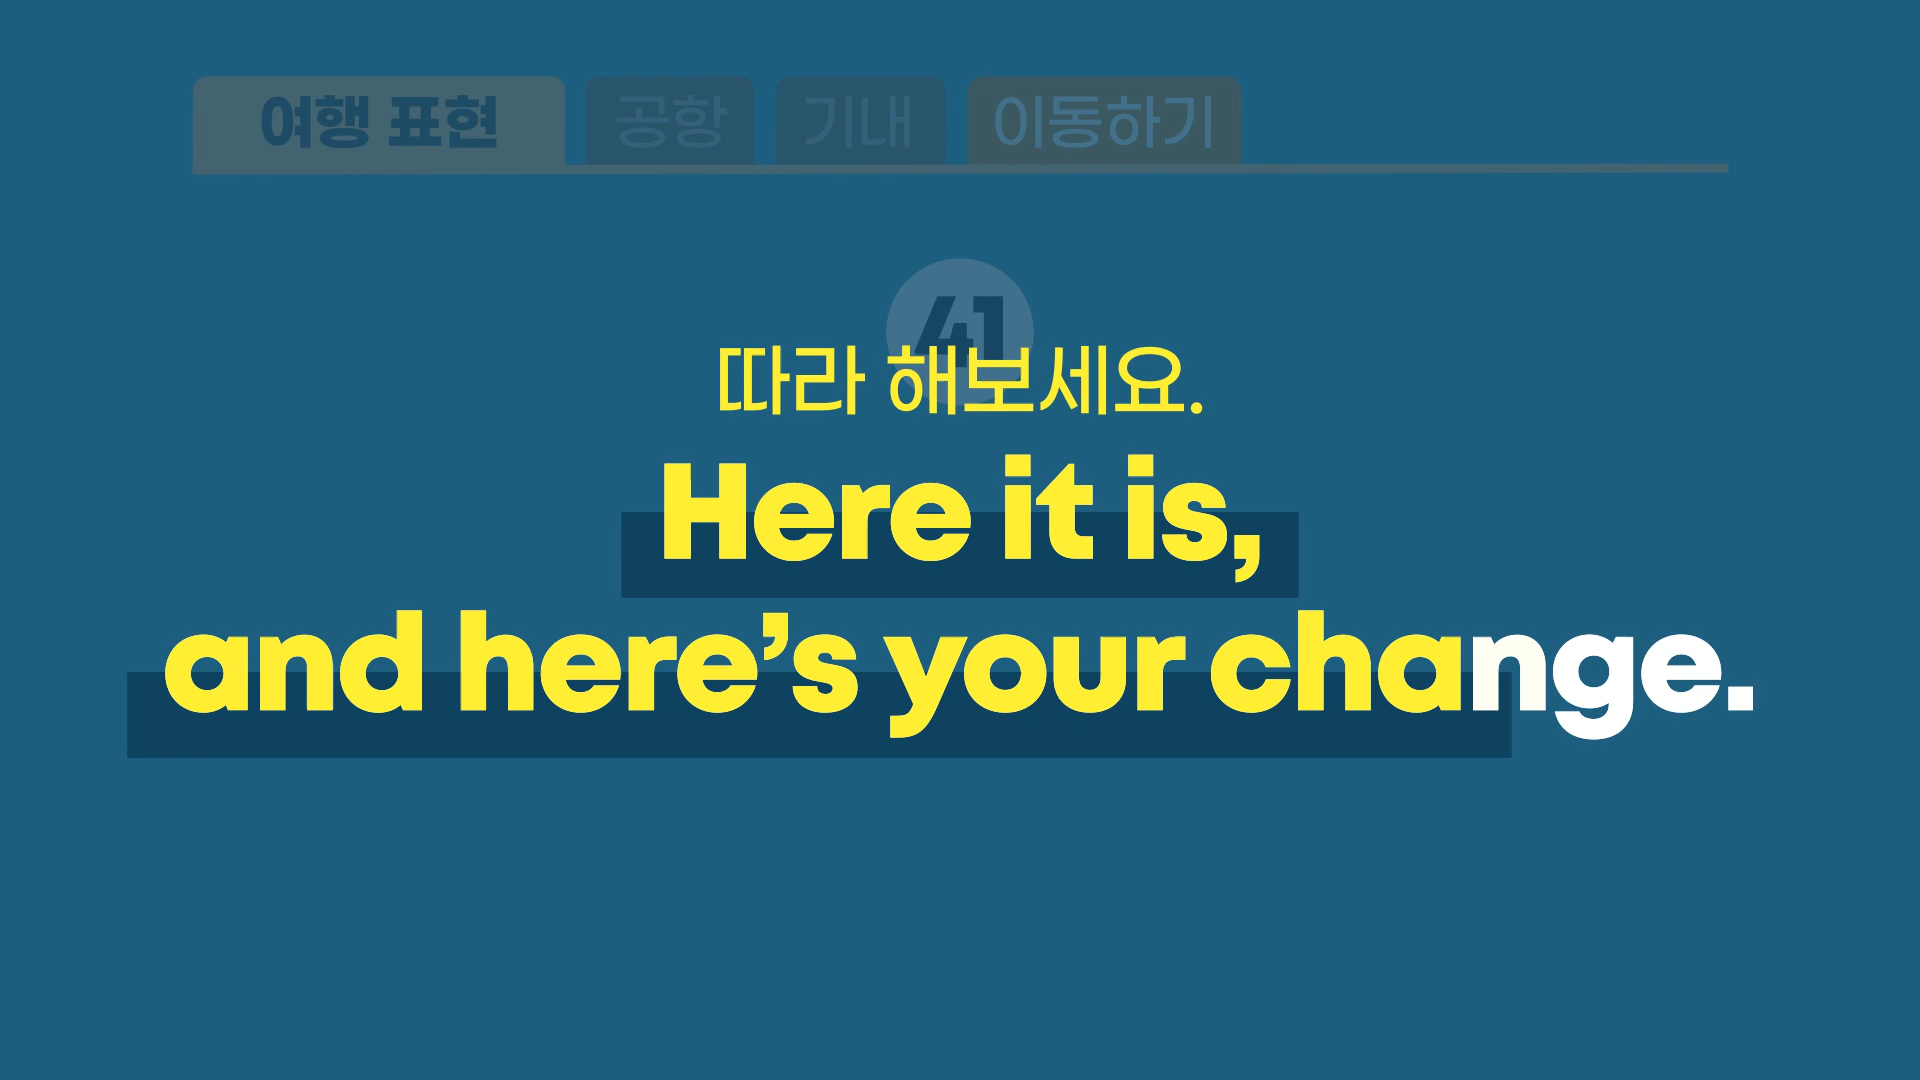 여행 표현 공항 기내 이동하기
41
따라 해보세요.
Here it is,
and here’s your change.